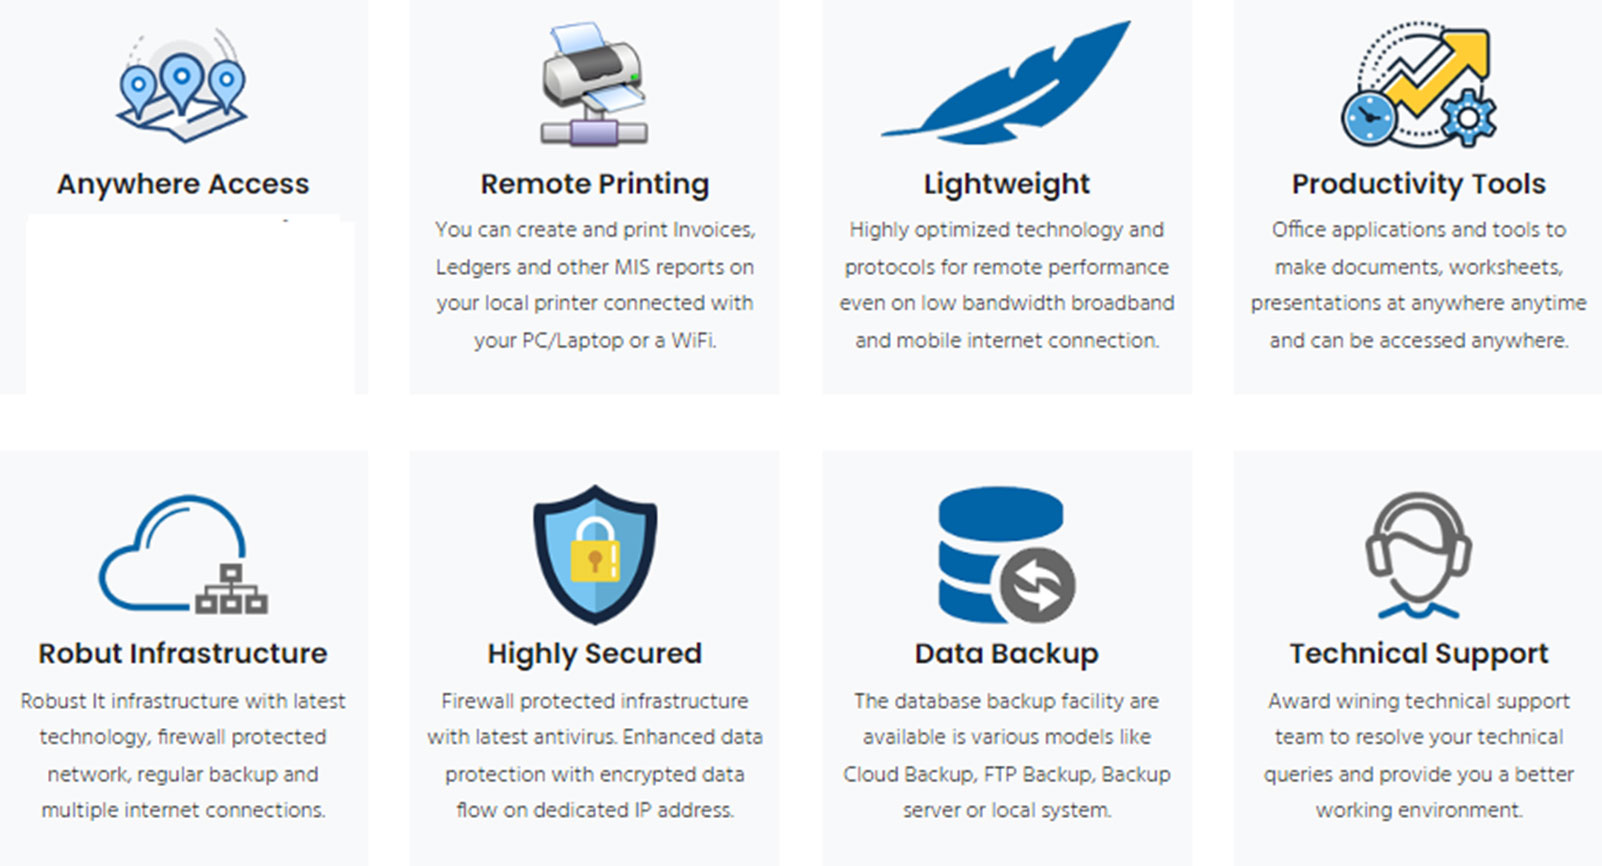 Anywhere Access
Remote Printing
You can create and print Invoices,
Ledgers and other MIS reports on
your local printer connected with
your PC/Laptop or a WiFi.
Lightweight
Highly optimized technology and
protocols for remote performance
even on low bandwidth broadband
and mobile internet connection.
Productivity Tools
Office applications and tools to
make documents, worksheets,
presentations at anywhere anytime
and can be accessed anywhere.
Robut Infrastructure
Robust It infrastructure with latest
technology, firewall protected
network, regular backup and
multiple internet connections.
Highly Secured
Firewall protected infrastructure
with latest antivirus. Enhanced data
protection with encrypted data
flow on dedicated IP address.
Data Backup
The database backup facility are
available is various models like
Cloud Backup, FTP Backup, Backup
server or local system.
Technical Support
Award wining technical support
team to resolve your technical
queries and provide you a better
working environment.